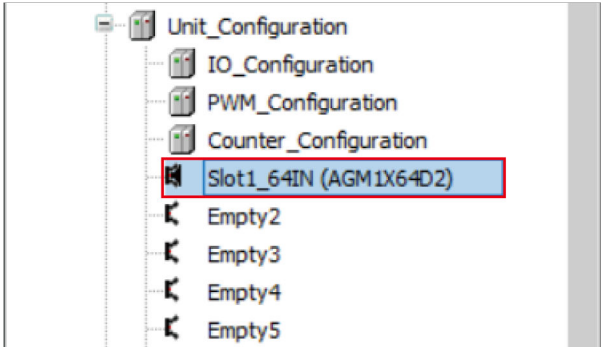 Unit_Configuration
IO_Configuration
PWM_Configuration
Counter_Configuration
Slot1_64IN (AGM1X64D2)
Empty2
Empty3
Empty4
Empty5